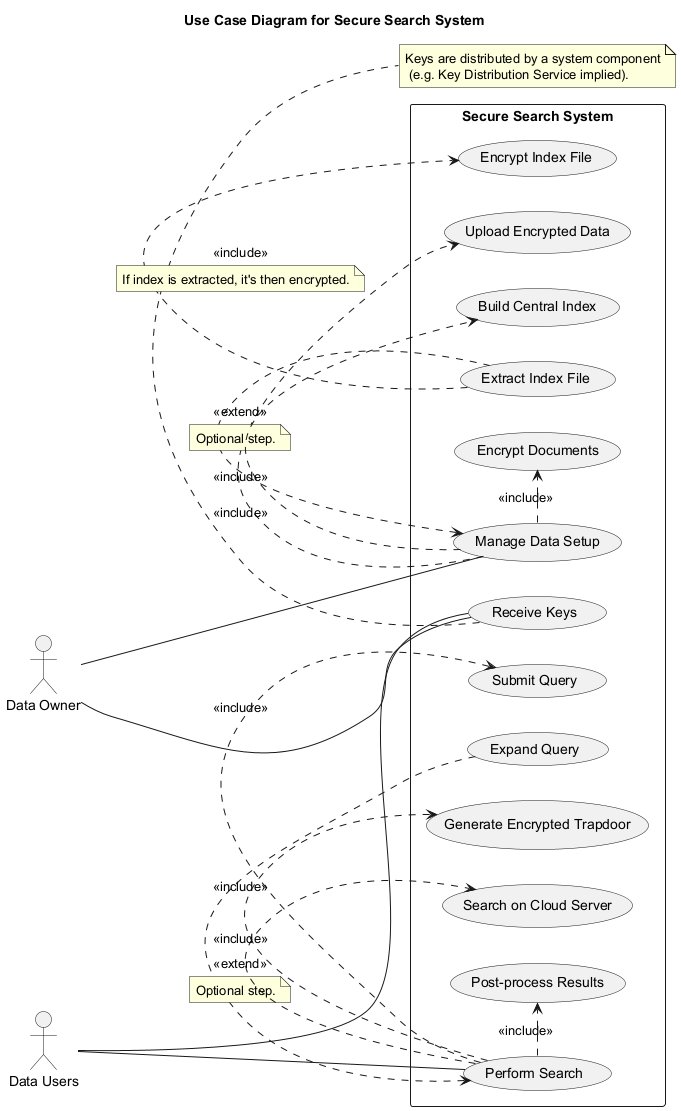 Use Case Diagram for Secure Search System
Keys are distributed by a system component
(e.g. Key Distribution Service implied).
Secure Search System
Encrypt Index File
Upload Encrypted Data
«include»
If index is extracted, it's then encrypted.
Build Central Index
Extract Index File
«extend»
Optional step.
Encrypt Documents
«include»
«include»
«include»
Manage Data Setup
Receive Keys
Submit Query
Data Owner
«include»
Expand Query
Generate Encrypted Trapdoor
«include»
Search on Cloud Server
«include»
«extend»
Optional step.
Post-process Results
«include»
Perform Search
Data Users